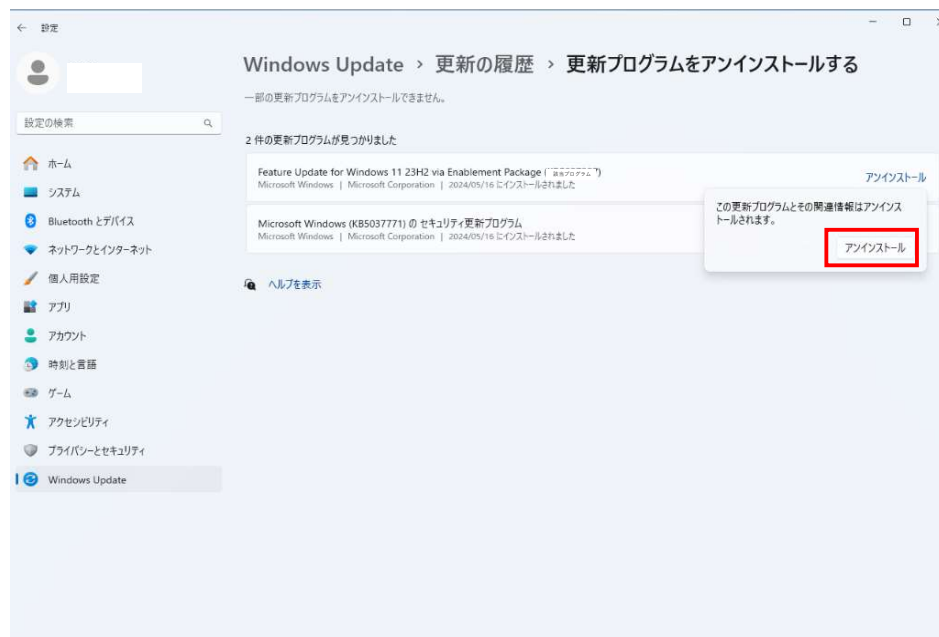 設定
Windows Update › 更新の履歴 › 更新プログラムをアンインストールする
一部の更新プログラムをアンインストールできません。
設定の検索
2 件の更新プログラムが見つかりました
ホーム
システム
Bluetooth とデバイス
ネットワークとインターネット
個人用設定
アプリ
アカウント
時刻と言語
ゲーム
アクセシビリティ
プライバシーとセキュリティ
Windows Update
Feature Update for Windows 11 23H2 via Enablement Package (該当プログラム)
Microsoft Windows | Microsoft Corporation | 2024/05/16 にインストールされました
アンインストール
Microsoft Windows (KB5037771) の セキュリティ更新プログラム
Microsoft Windows | Microsoft Corporation | 2024/05/16 にインストールされました
この更新プログラムとその関連情報はアンインス
トールされます。
アンインストール
ヘルプを表示